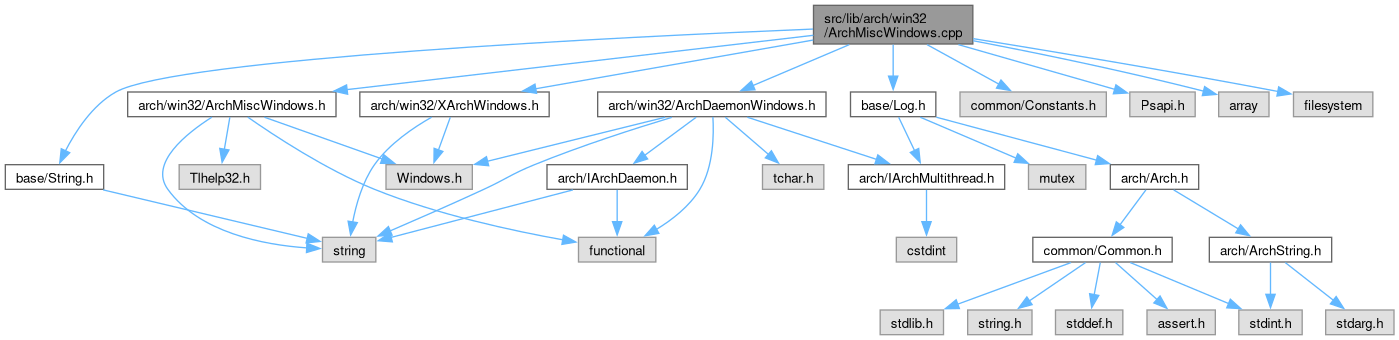 src/lib/arch/win32
/ArchMiscWindows.cpp
arch/win32/ArchMiscWindows.h
arch/win32/XArchWindows.h
arch/win32/ArchDaemonWindows.h
base/Log.h
common/Constants.h
Psapi.h
array
filesystem
base/String.h
Tlhelp32.h
Windows.h
arch/IArchDaemon.h
tchar.h
arch/IArchMultithread.h
mutex
arch/Arch.h
string
functional
cstdint
common/Common.h
arch/ArchString.h
stdlib.h
string.h
stddef.h
assert.h
stdint.h
stdarg.h